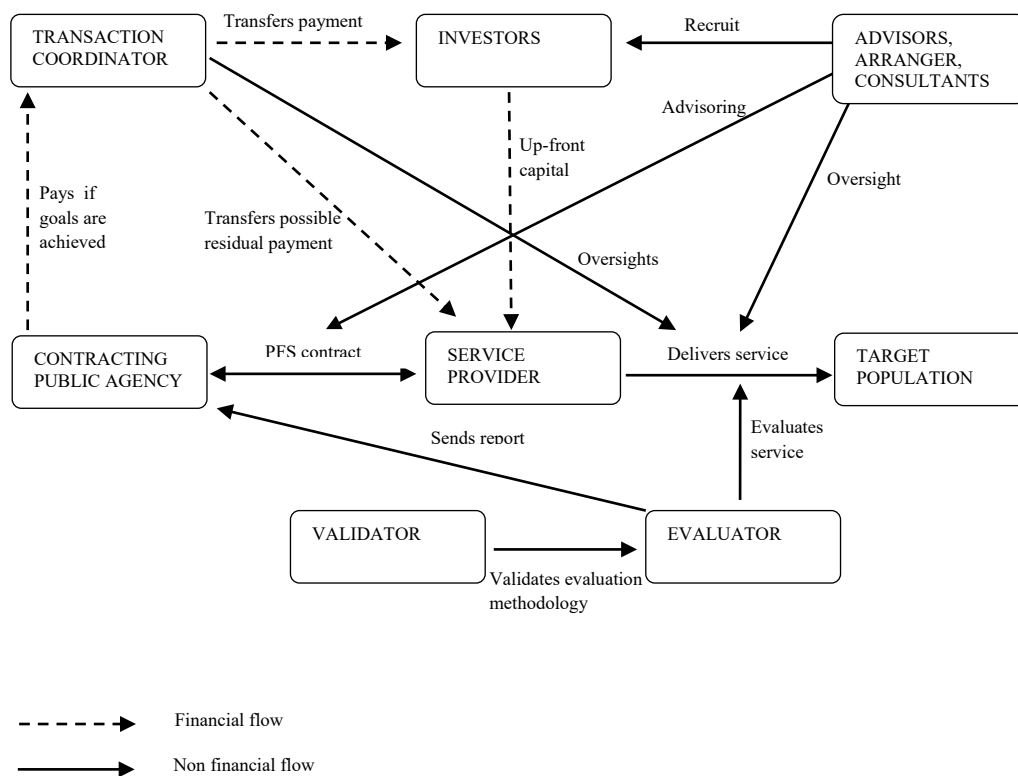 Transfers payment
TRANSACTION
COORDINATOR
INVESTORS
Recruit
ADVISORS,
ARRANGER,
CONSULTANTS
Advisoring
Up-front
capital
Oversight
Pays if
goals are
achieved
Transfers possible
residual payment
Oversights
CONTRACTING
PUBLIC AGENCY
PFS contract
SERVICE
PROVIDER
Delivers service
TARGET
POPULATION
Sends report
Evaluates
service
VALIDATOR
EVALUATOR
Validates evaluation
methodology
Financial flow
Non financial flow